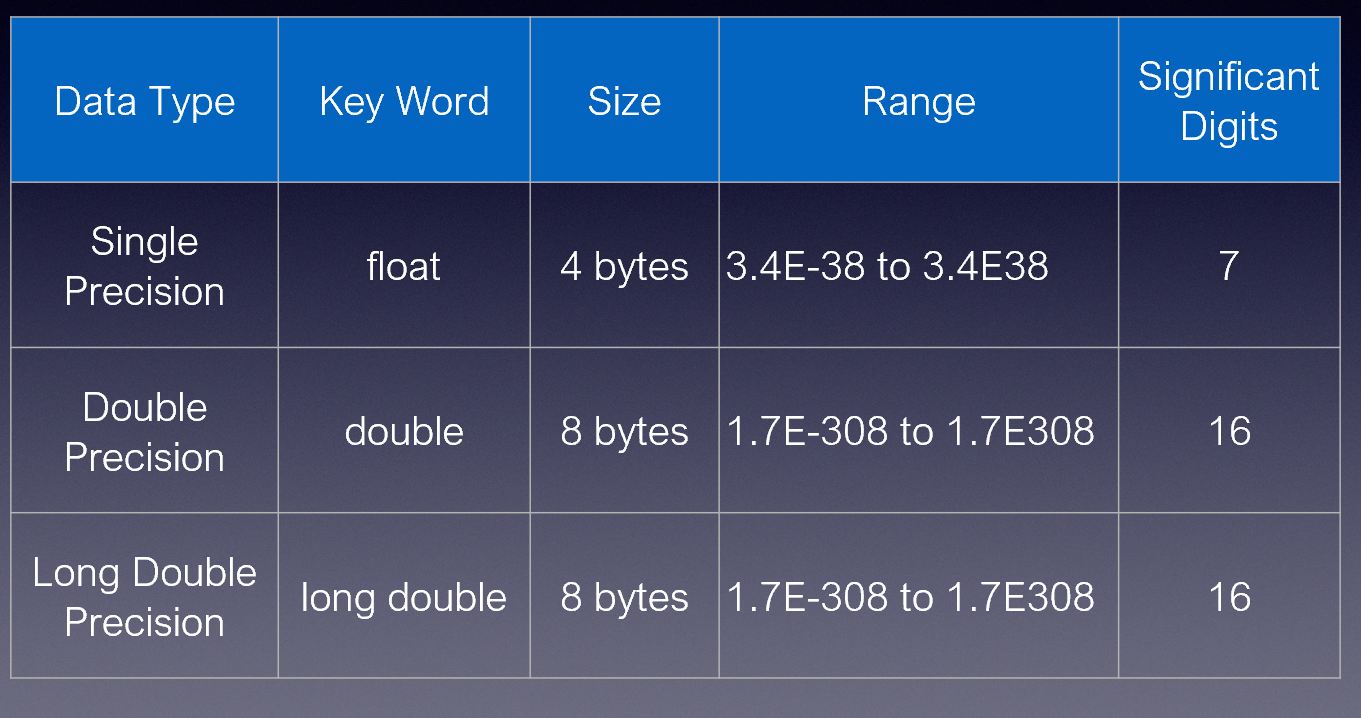 Data Type
Key Word
Size
Range
Significant
Digits
Single
Precision
float
4 bytes
3.4E-38 to 3.4E38
7
Double
Precision
double
8 bytes
1.7E-308 to 1.7E308
16
Long Double
Precision
long double
8 bytes
1.7E-308 to 1.7E308
16